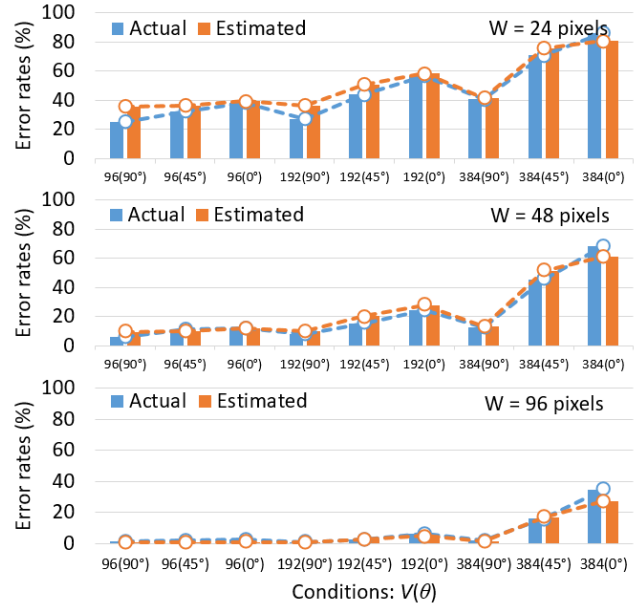 100
Actual Estimated W = 24 pixels
80
60
40
20
0
Error rates (%)
96(90°) 96(45°) 96(0°) 192(90°) 192(45°) 192(0°) 384(90°) 384(45°) 384(0°)
100
Actual Estimated W = 48 pixels
80
60
40
20
0
Error rates (%)
96(90°) 96(45°) 96(0°) 192(90°) 192(45°) 192(0°) 384(90°) 384(45°) 384(0°)
100
Actual Estimated W = 96 pixels
80
60
40
20
0
Error rates (%)
96(90°) 96(45°) 96(0°) 192(90°) 192(45°) 192(0°) 384(90°) 384(45°) 384(0°)
Conditions: V(θ)